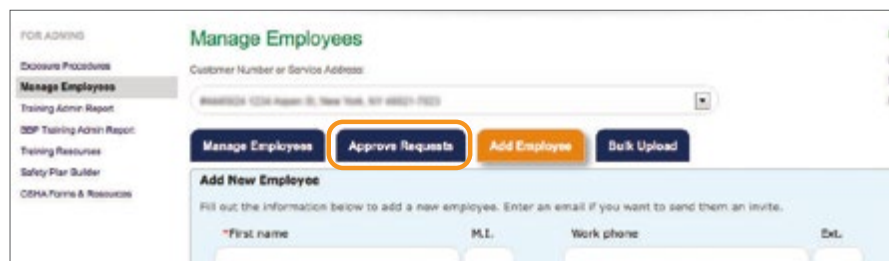 FOR ADMINS
Exposure Procedures
Manage Employees
Training Admin Report
BBP Training Admin Report
Training Resources
Safety Plan Builder
OSHA Forms & Resources
Manage Employees
Customer Number or Service Address:
Manage Employees
Approve Requests
Add Employee
Bulk Upload
Add New Employee
Fill out the information below to add a new employee. Enter an email if you want to send them an invite.
*First name
M.I.
Work phone
Ext.